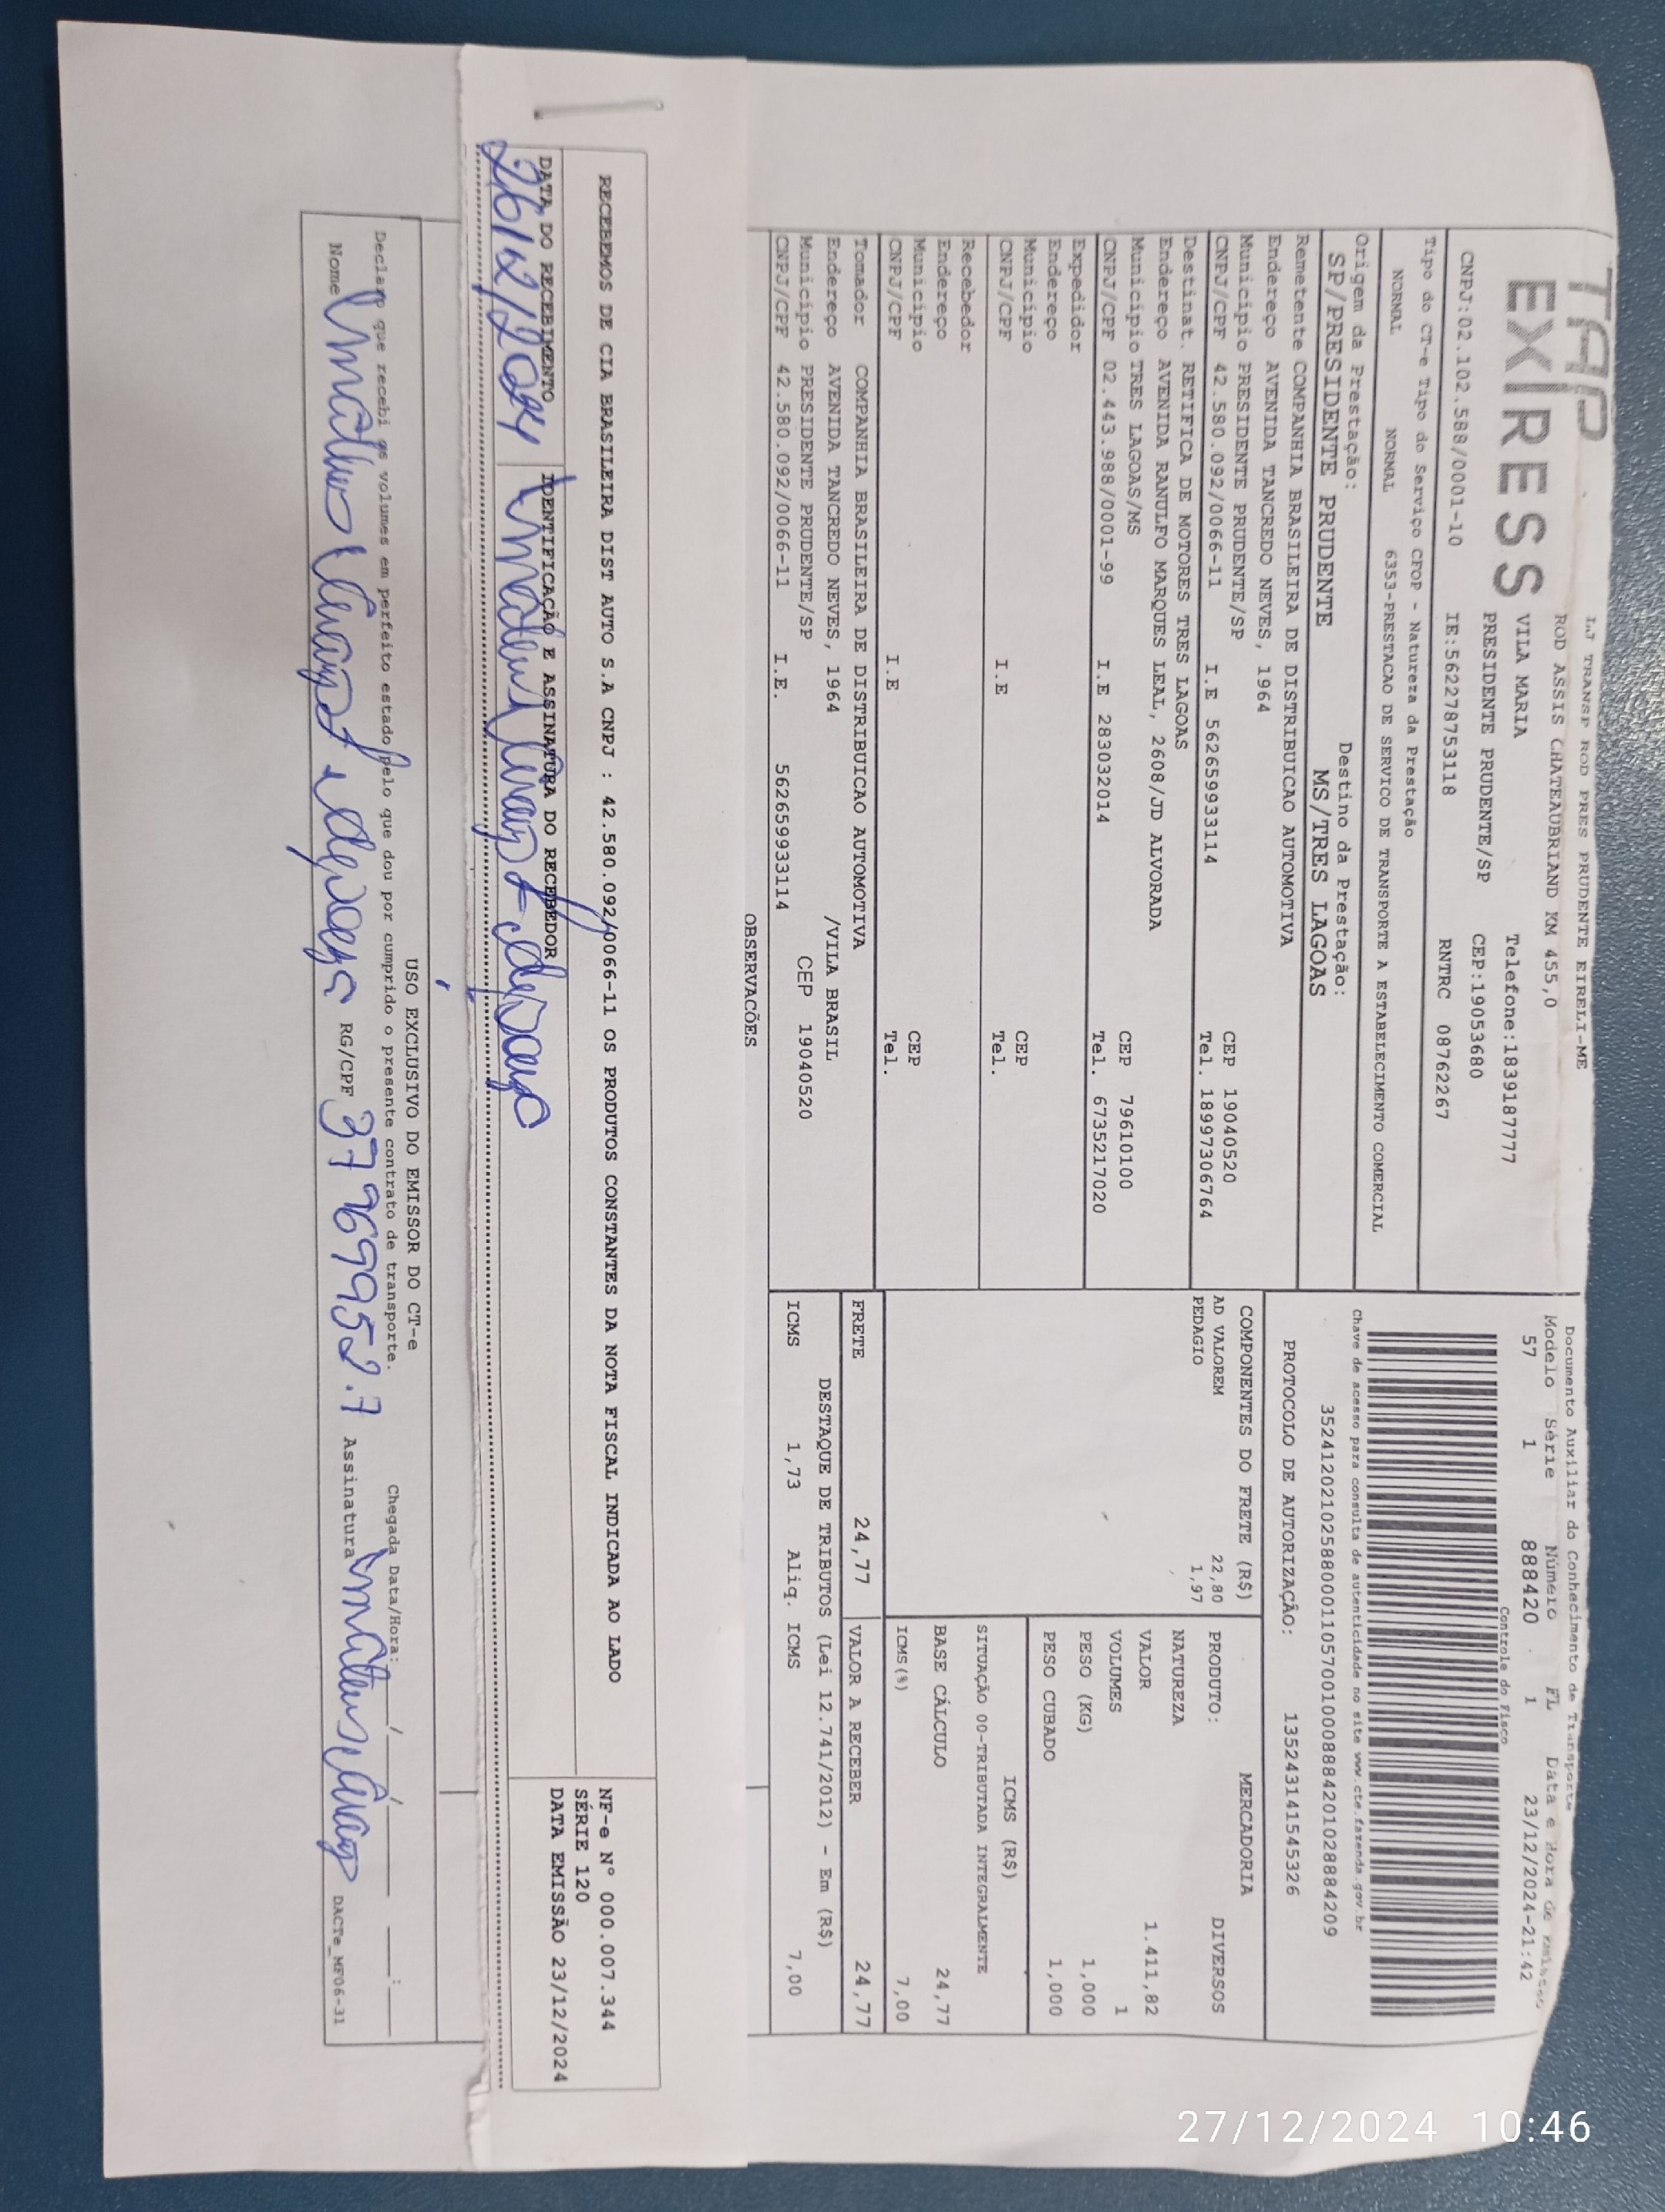 TAP
EXPRESS
LJ TRANSP ROD PRES PRUDENTE EIRELI-ME
ROD ASSIS CHATEAUBRIAND KM 455,0
VILA MARIA Telefone:1839187777
PRESIDENTE PRUDENTE/SP CEP:19053680
CNPJ:02.102.588/0001-10 IE:562278753118 RNTRC 08762267
Documento Auxiliar do Conhecimento de Transporte
Modelo Série Número FL Data e Hora de Emissão
57 1 888420 1 23/12/2024-21:42
Controle do Fisco
Tipo do CT-e Tipo do Serviço CFOP - Natureza da Prestação
NORMAL NORMAL 6353-PRESTACAO DE SERVICO DE TRANSPORTE A ESTABELECIMENTO COMERCIAL
Chave de acesso para consulta de autenticidade no site www.cte.fazenda.gov.br
35241202102588000110570010008884201028884209
Origem da Prestação: Destino da Prestação:
SP/PRESIDENTE PRUDENTE MS/TRES LAGOAS
PROTOCOLO DE AUTORIZAÇÃO: 135243141545326
Remetente COMPANHIA BRASILEIRA DE DISTRIBUICAO AUTOMOTIVA
Endereço AVENIDA TANCREDO NEVES, 1964
Município PRESIDENTE PRUDENTE/SP CEP 19040520
CNPJ/CPF 42.580.092/0066-11 I.E 562659933114 Tel. 18997306764
Destinat. RETIFICA DE MOTORES TRES LAGOAS
Endereço AVENIDA RANULFO MARQUES LEAL, 2608/JD ALVORADA
Município TRES LAGOAS/MS CEP 79610100
CNPJ/CPF 02.443.988/0001-99 I.E 283032014 Tel. 6735217020
Expedidor
Endereço
Município CEP
CNPJ/CPF I.E Tel.
Recebedor
Endereço
Município CEP
CNPJ/CPF I.E Tel.
Tomador COMPANHIA BRASILEIRA DE DISTRIBUICAO AUTOMOTIVA
Endereço AVENIDA TANCREDO NEVES, 1964 /VILA BRASIL
Município PRESIDENTE PRUDENTE/SP CEP 19040520
CNPJ/CPF 42.580.092/0066-11 I.E. 562659933114
COMPONENTES DO FRETE (R$)
AD VALOREM 22,80
PEDAGIO 1,97
MERCADORIA
PRODUTO: DIVERSOS
NATUREZA
VALOR 1.411,82
VOLUMES 1
PESO (KG) 1,000
PESO CUBADO 1,000
ICMS (R$)
SITUAÇÃO 00-TRIBUTADA INTEGRALMENTE
BASE CÁLCULO 24,77
ICMS(%) 7,00
FRETE 24,77 VALOR A RECEBER 24,77
DESTAQUE DE TRIBUTOS (Lei 12.741/2012) - Em (R$)
ICMS 1,73 Aliq. ICMS 7,00
OBSERVAÇÕES
RECEBEMOS DE CIA BRASILEIRA DIST AUTO S.A CNPJ : 42.580.092/0066-11 OS PRODUTOS CONSTANTES DA NOTA FISCAL INDICADA AO LADO
NF-e Nº 000.007.344
SÉRIE 120
DATA EMISSÃO 23/12/2024
DATA DO RECEBIMENTO IDENTIFICAÇÃO E ASSINATURA DO RECEBEDOR
26/12/2024
USO EXCLUSIVO DO EMISSOR DO CT-e
Declaro que recebi os volumes em perfeito estado pelo que dou por cumprido o presente contrato de transporte. Chegada Data/Hora: __/__/__ __:__
Nome RG/CPF Assinatura DACTe_MF06-31
27/12/2024 10:46